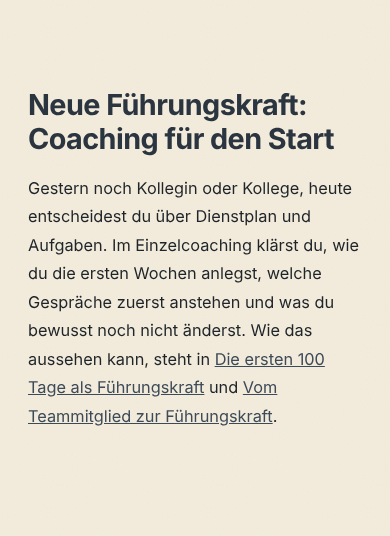 Neue Führungskraft:
Coaching für den Start
Gestern noch Kollegin oder Kollege, heute
entscheidest du über Dienstplan und
Aufgaben. Im Einzelcoaching klärst du, wie
du die ersten Wochen anlegst, welche
Gespräche zuerst anstehen und was du
bewusst noch nicht änderst. Wie das
aussehen kann, steht in Die ersten 100
Tage als Führungskraft und Vom
Teammitglied zur Führungskraft.